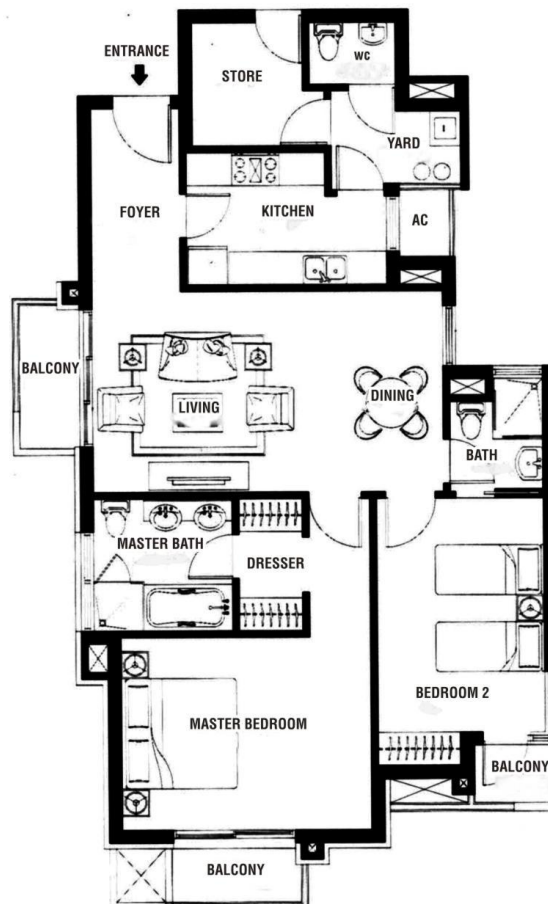 ENTRANCE
WC
STORE
YARD
FOYER
KITCHEN
AC
BALCONY
LIVING
DINING
BATH
MASTER BATH
DRESSER
BEDROOM 2
MASTER BEDROOM
BALCONY
BALCONY